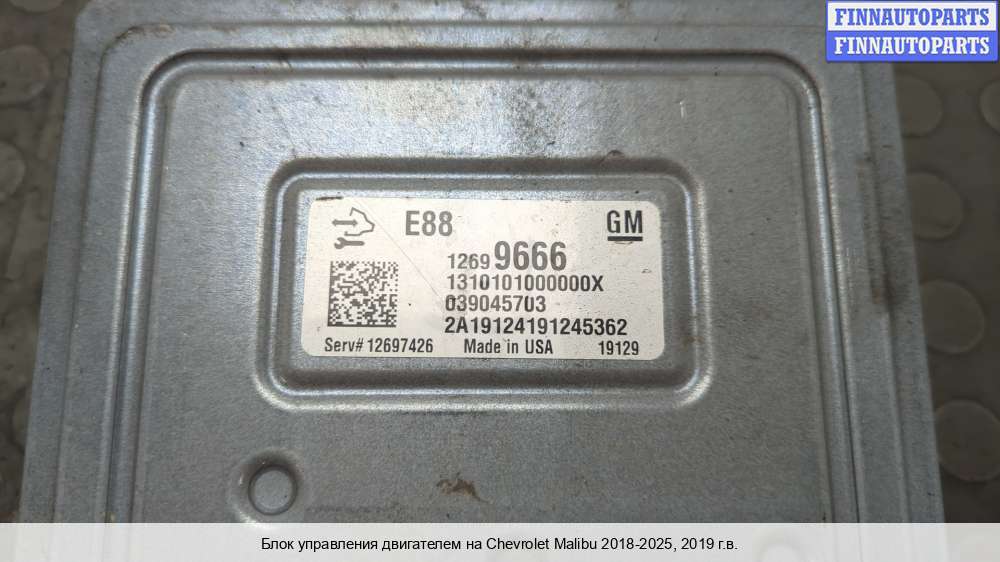 FINNAUTOPARTS
FINNAUTOPARTS
E88 GM
1269 9666
1310101000000X
039045703
2A19124191245362
Serv# 12697426 Made in USA 19129
Блок управления двигателем на Chevrolet Malibu 2018-2025, 2019 г.в.